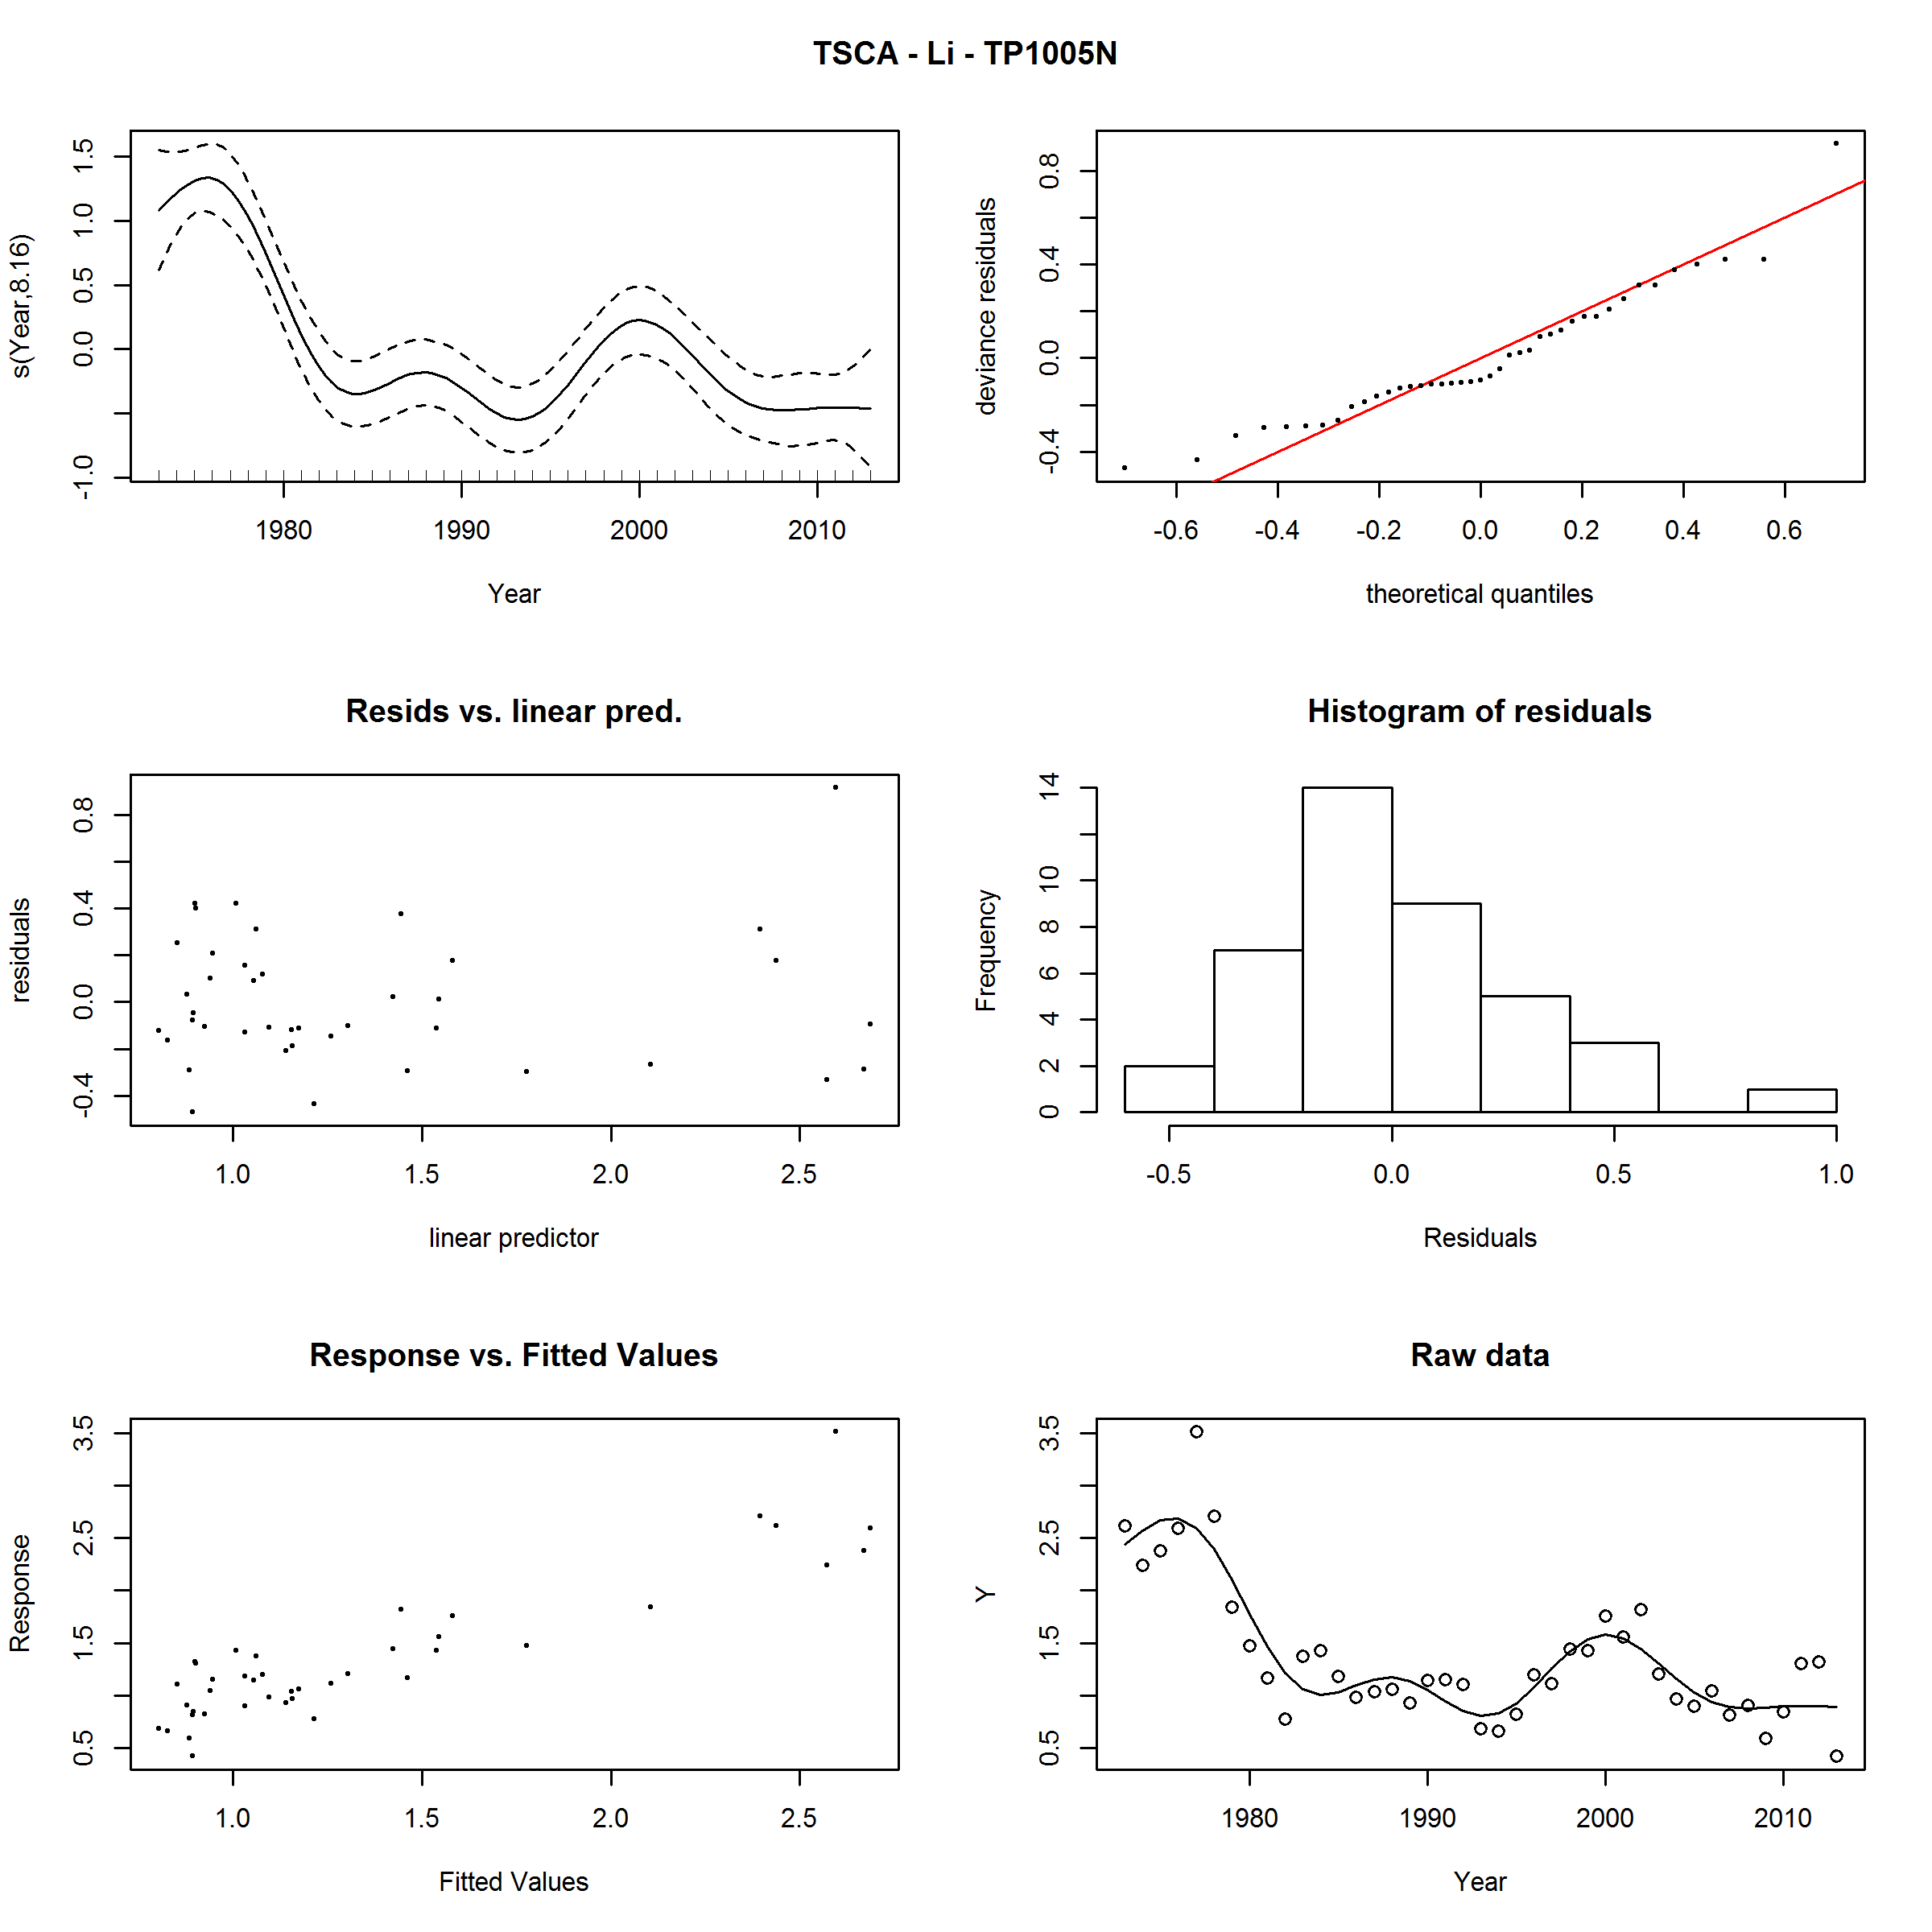 TSCA - Li - TP1005N
s(Year,8.16)
-1.0 0.0 0.5 1.0 1.5
1980 1990 2000 2010
Year
deviance residuals
-0.4 0.0 0.4 0.8
-0.6 -0.4 -0.2 0.0 0.2 0.4 0.6
theoretical quantiles
Resids vs. linear pred.
residuals
-0.4 0.0 0.4 0.8
1.0 1.5 2.0 2.5
linear predictor
Histogram of residuals
Frequency
0 2 4 6 8 10 14
-0.5 0.0 0.5 1.0
Residuals
Response vs. Fitted Values
Response
0.5 1.5 2.5 3.5
1.0 1.5 2.0 2.5
Fitted Values
Raw data
Y
0.5 1.5 2.5 3.5
1980 1990 2000 2010
Year